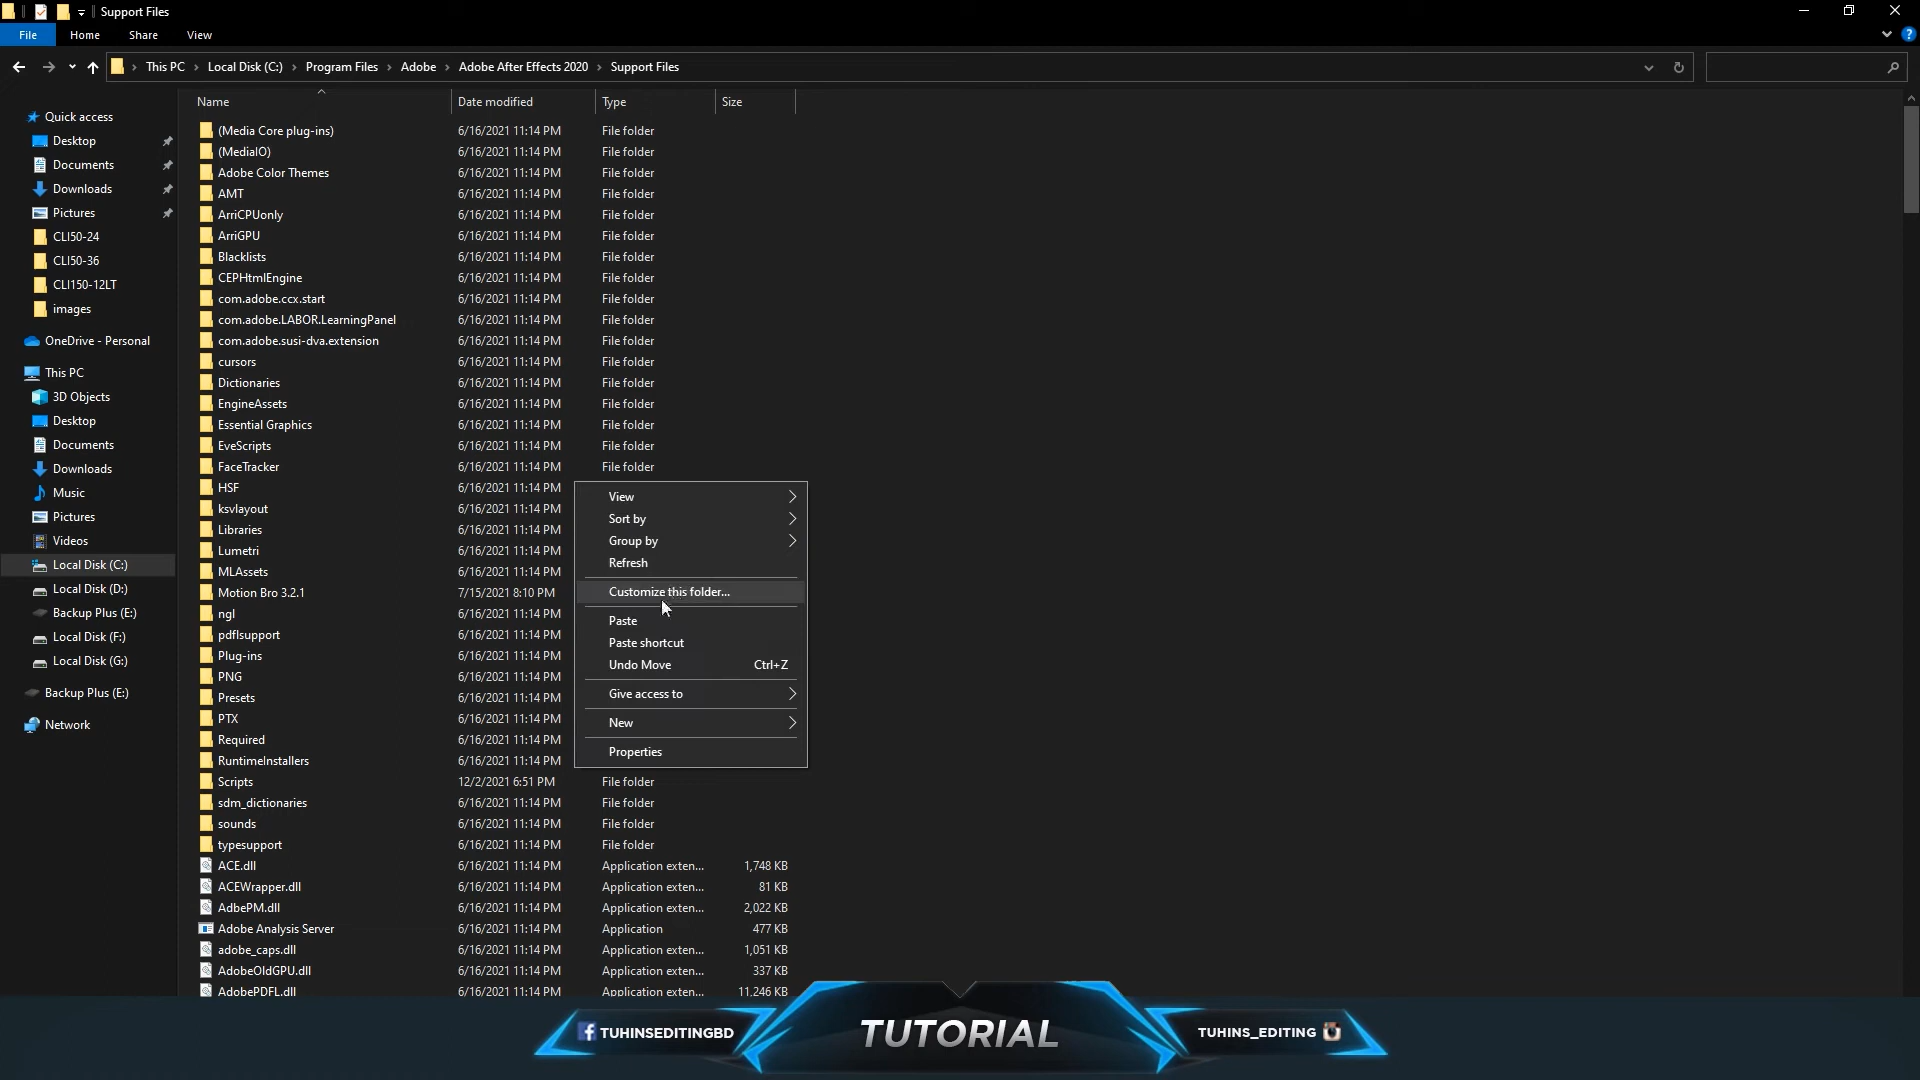 Support Files
File Home Share View
This PC Local Disk (C:) Program Files Adobe Adobe After Effects 2020 Support Files
Name Date modified Type Size
Quick access
Desktop
Documents
Downloads
Pictures
CLI50-24
CLI50-36
CLI150-12LT
images
OneDrive - Personal
This PC
3D Objects
Desktop
Documents
Downloads
Music
Pictures
Videos
Local Disk (C:)
Local Disk (D:)
Backup Plus (E:)
Local Disk (F:)
Local Disk (G:)
Backup Plus (E:)
Network
(Media Core plug-ins) 6/16/2021 11:14 PM File folder
(MediaIO) 6/16/2021 11:14 PM File folder
Adobe Color Themes 6/16/2021 11:14 PM File folder
AMT 6/16/2021 11:14 PM File folder
ArriCPUonly 6/16/2021 11:14 PM File folder
ArriGPU 6/16/2021 11:14 PM File folder
Blacklists 6/16/2021 11:14 PM File folder
CEPHtmlEngine 6/16/2021 11:14 PM File folder
com.adobe.ccx.start 6/16/2021 11:14 PM File folder
com.adobe.LABOR.LearningPanel 6/16/2021 11:14 PM File folder
com.adobe.susi-dva.extension 6/16/2021 11:14 PM File folder
cursors 6/16/2021 11:14 PM File folder
Dictionaries 6/16/2021 11:14 PM File folder
EngineAssets 6/16/2021 11:14 PM File folder
Essential Graphics 6/16/2021 11:14 PM File folder
EveScripts 6/16/2021 11:14 PM File folder
FaceTracker 6/16/2021 11:14 PM File folder
HSF 6/16/2021 11:14 PM
ksvlayout 6/16/2021 11:14 PM
Libraries 6/16/2021 11:14 PM
Lumetri 6/16/2021 11:14 PM
MLAssets 6/16/2021 11:14 PM
Motion Bro 3.2.1 7/15/2021 8:10 PM
ngl 6/16/2021 11:14 PM
pdflsupport 6/16/2021 11:14 PM
Plug-ins 6/16/2021 11:14 PM
PNG 6/16/2021 11:14 PM
Presets 6/16/2021 11:14 PM
PTX 6/16/2021 11:14 PM
Required 6/16/2021 11:14 PM
RuntimeInstallers 6/16/2021 11:14 PM
Scripts 12/2/2021 6:51 PM File folder
sdm_dictionaries 6/16/2021 11:14 PM File folder
sounds 6/16/2021 11:14 PM File folder
typesupport 6/16/2021 11:14 PM File folder
ACE.dll 6/16/2021 11:14 PM Application exten... 1,748 KB
ACEWrapper.dll 6/16/2021 11:14 PM Application exten... 81 KB
AdbePM.dll 6/16/2021 11:14 PM Application exten... 2,022 KB
Adobe Analysis Server 6/16/2021 11:14 PM Application 477 KB
adobe_caps.dll 6/16/2021 11:14 PM Application exten... 1,051 KB
AdobeOldGPU.dll 6/16/2021 11:14 PM Application exten... 337 KB
AdobePDFL.dll 6/16/2021 11:14 PM Application exten... 11,246 KB
View
Sort by
Group by
Refresh
Customize this folder...
Paste
Paste shortcut
Undo Move Ctrl+Z
Give access to
New
Properties
TUHINSEDITINGBD
TUTORIAL
TUHINS_EDITING